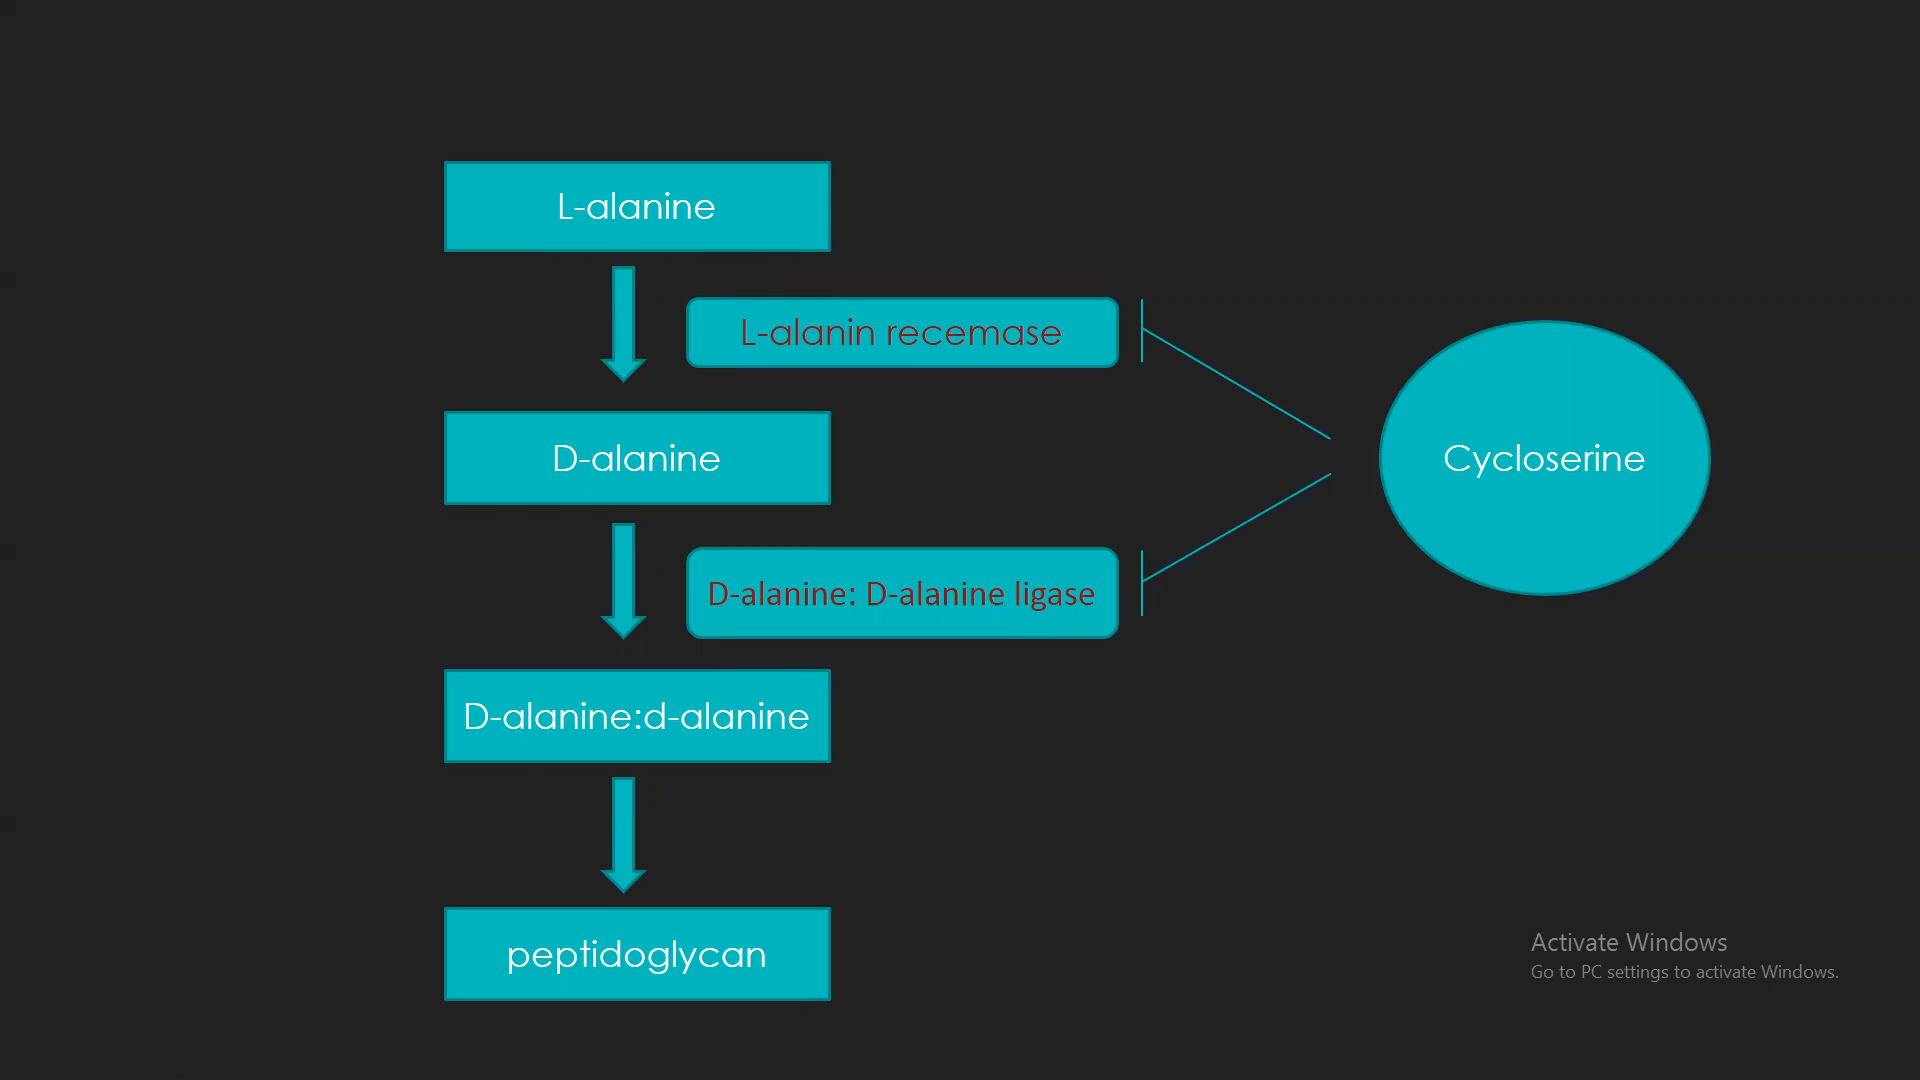 L-alanine
L-alanin recemase
D-alanine
Cycloserine
D-alanine: D-alanine ligase
D-alanine:d-alanine
peptidoglycan
Activate Windows
Go to PC settings to activate Windows.